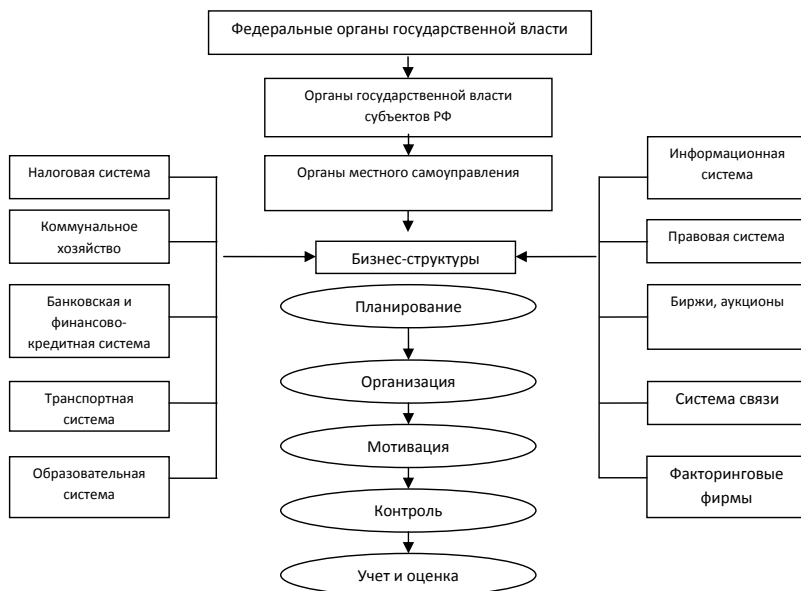 Федеральные органы государственной власти
Органы государственной власти
субъектов РФ
Органы местного самоуправления
Налоговая система
Коммунальное
хозяйство
Банковская и
финансово-
кредитная система
Транспортная
система
Образовательная
система
Бизнес-структуры
Планирование
Организация
Мотивация
Контроль
Учет и оценка
Информационная
система
Правовая система
Биржи, аукционы
Система связи
Факторинговые
фирмы